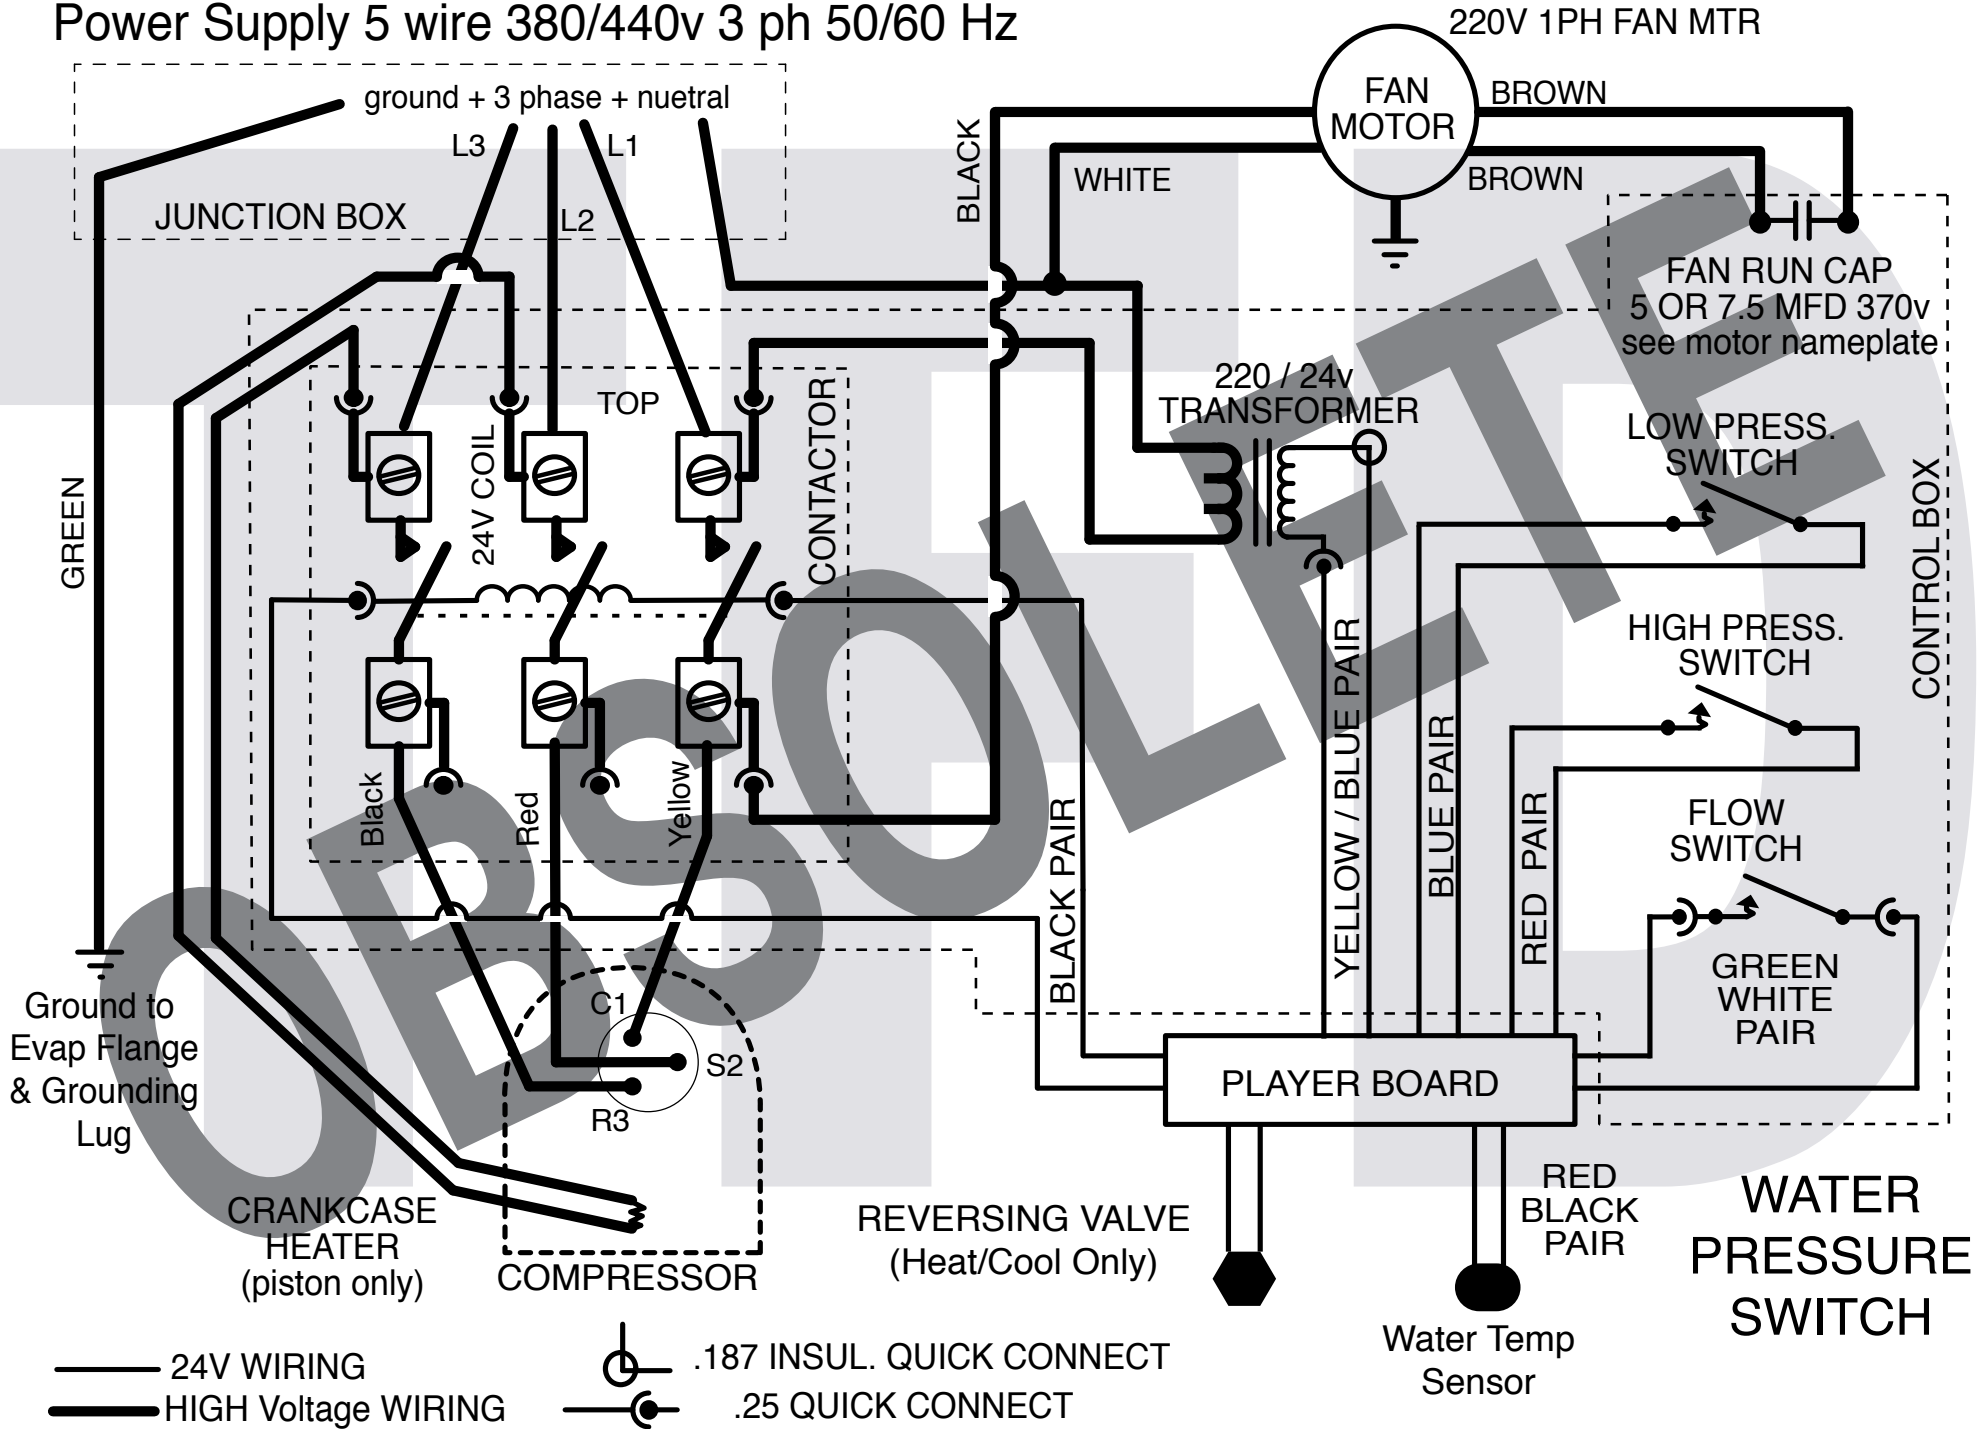 Power Supply 5 wire 380/440v 3 ph 50/60 Hz
220V 1PH FAN MTR
ground + 3 phase + nuetral
L3
L1
L2
JUNCTION BOX
FAN
MOTOR
BROWN
BROWN
BLACK
WHITE
FAN RUN CAP
5 OR 7.5 MFD 370v
see motor nameplate
220 / 24v
TRANSFORMER
TOP
24V COIL
CONTACTOR
GREEN
LOW PRESS.
SWITCH
CONTROL BOX
HIGH PRESS.
SWITCH
FLOW
SWITCH
GREEN
WHITE
PAIR
Black
Red
Yellow
BLACK PAIR
YELLOW / BLUE PAIR
BLUE PAIR
RED PAIR
OBSOLETE
Ground to
Evap Flange
& Grounding
Lug
C1
S2
R3
PLAYER BOARD
CRANKCASE
HEATER
(piston only)
COMPRESSOR
REVERSING VALVE
(Heat/Cool Only)
RED
BLACK
PAIR
WATER
PRESSURE
SWITCH
Water Temp
Sensor
24V WIRING
HIGH Voltage WIRING
.187 INSUL. QUICK CONNECT
.25 QUICK CONNECT